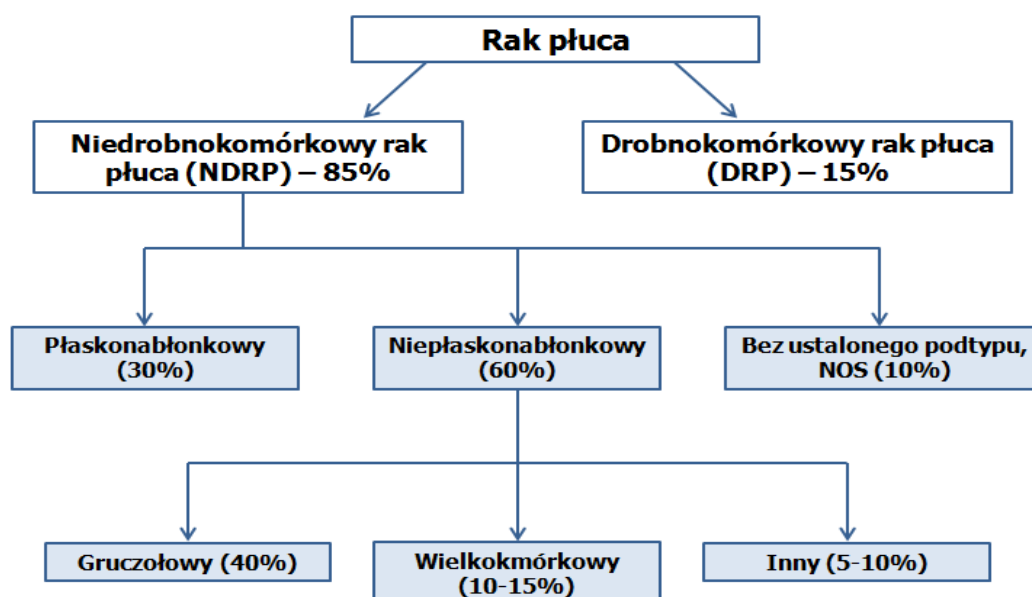 Rak płuca
Niedrobnokomórkowy rak
płuca (NDRP) – 85%
Drobnokomórkowy rak płuca
(DRP) – 15%
Płaskonabłonkowy
(30%)
Niepłaskonabłonkowy
(60%)
Bez ustalonego podtypu,
NOS (10%)
Gruczołowy (40%)
Wielkokmórkowy
(10-15%)
Inny (5-10%)